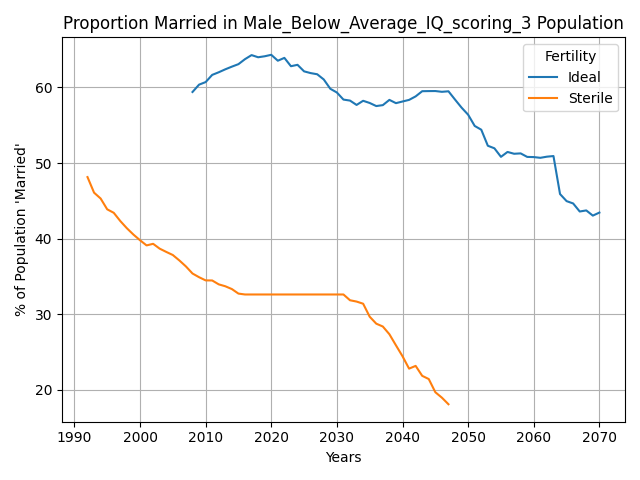 Proportion Married in Male_Below_Average_IQ_scoring_3 Population
Fertility
Ideal
Sterile
% of Population 'Married'
60
50
40
30
20
1990 2000 2010 2020 2030 2040 2050 2060 2070
Years